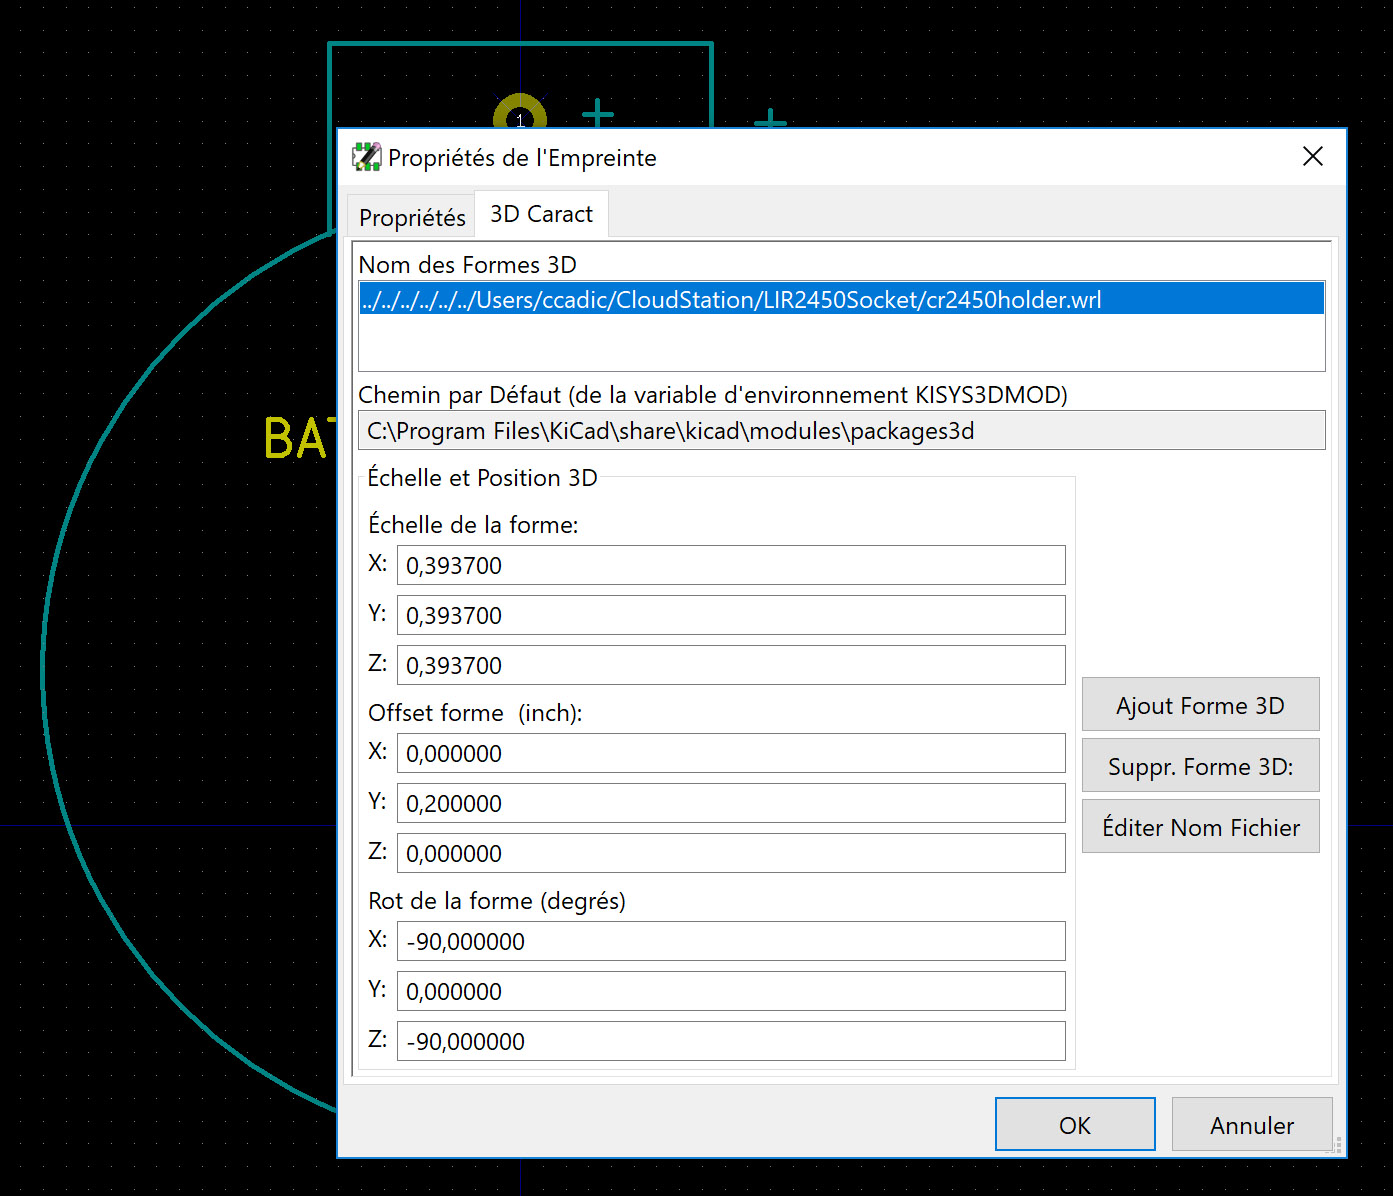 1
Propriétés de l'Empreinte
Propriétés
3D Caract
Nom des Formes 3D
../../../../../../Users/ccadic/CloudStation/LIR2450Socket/cr2450holder.wrl
Chemin par Défaut (de la variable d'environnement KISYS3DMOD)
C:\Program Files\KiCad\share\kicad\modules\packages3d
BAT
Échelle et Position 3D
Échelle de la forme:
X: 0,393700
Y: 0,393700
Z: 0,393700
Offset forme  (inch):
X: 0,000000
Y: 0,200000
Z: 0,000000
Ajout Forme 3D
Suppr. Forme 3D:
Éditer Nom Fichier
Rot de la forme (degrés)
X: -90,000000
Y: 0,000000
Z: -90,000000
OK
Annuler